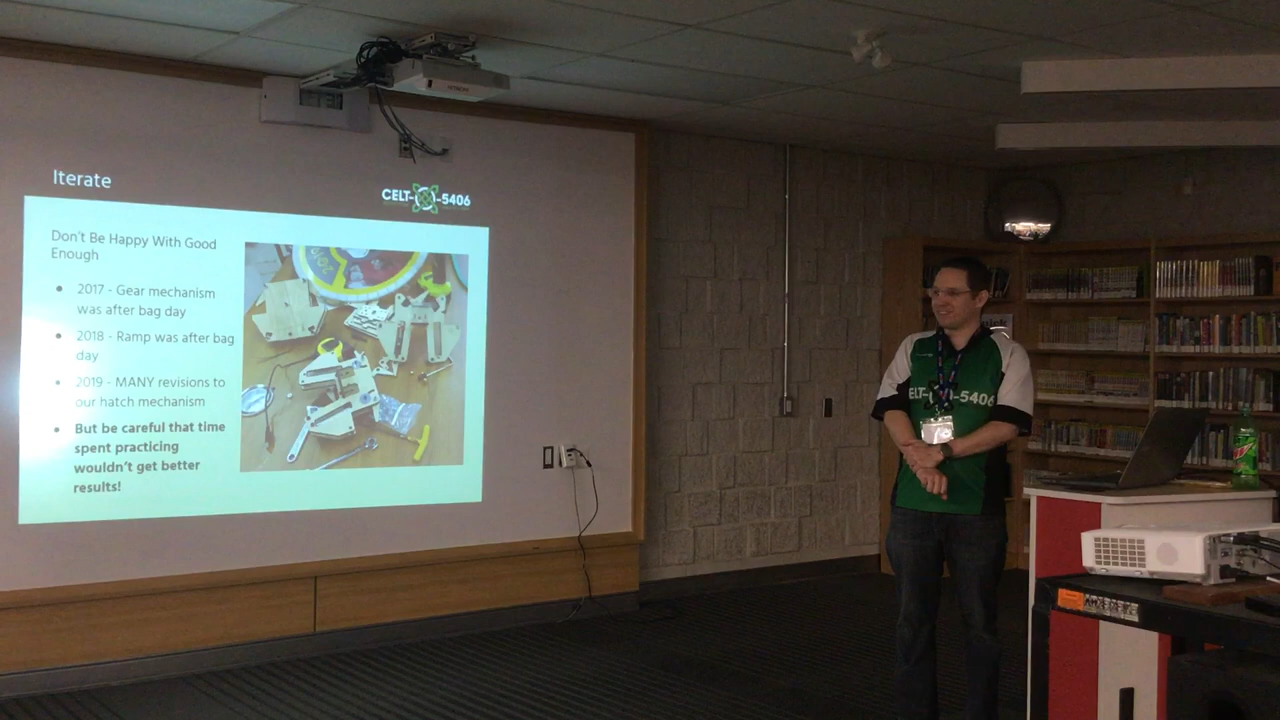 Iterate
CELT-X-5406
Don't Be Happy With Good
Enough
2017 - Gear mechanism
was after bag day
2018 - Ramp was after bag
day
2019 - MANY revisions to
our hatch mechanism
But be careful that time
spent practicing
wouldn't get better
results!
HITACHI
ELT-X-5406